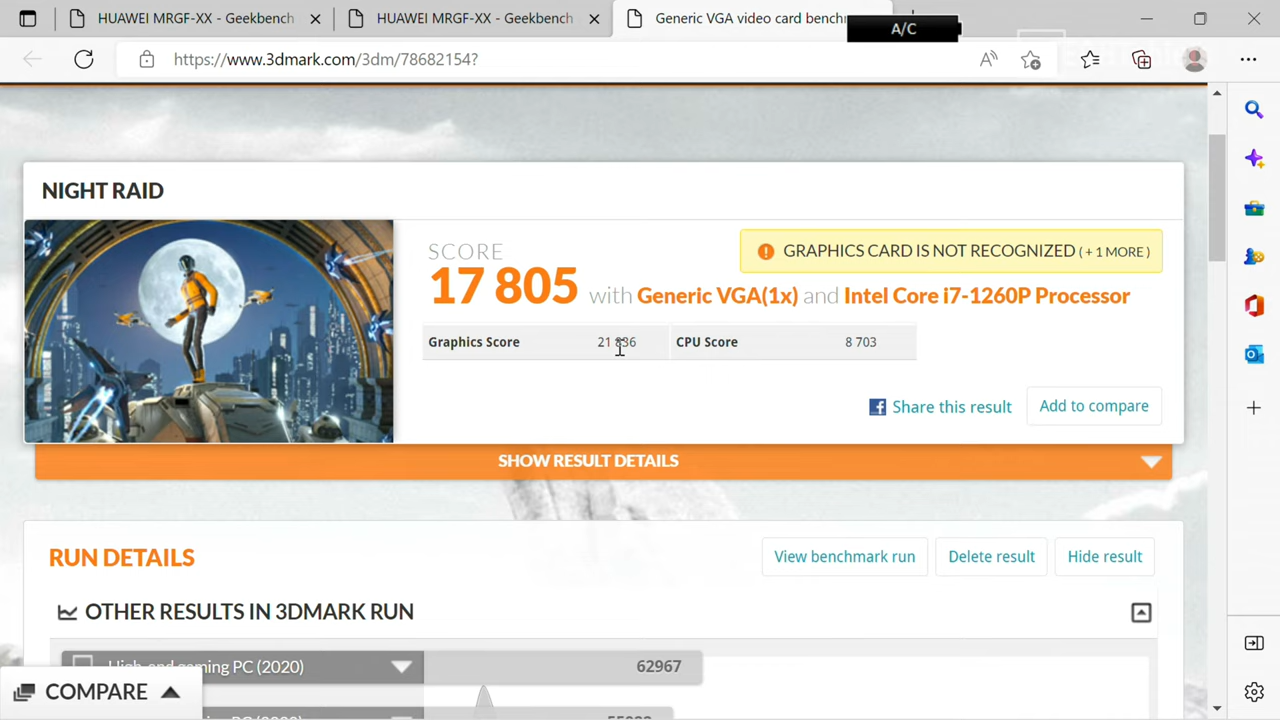 HUAWEI MRGF-XX - Geekbench
HUAWEI MRGF-XX - Geekbench
Generic VGA video card bench
A/C
https://www.3dmark.com/3dm/78682154?
NIGHT RAID
SCORE
17 805 with Generic VGA(1x) and Intel Core i7-1260P Processor
GRAPHICS CARD IS NOT RECOGNIZED ( + 1 MORE )
Graphics Score 21 836 CPU Score 8 703
Share this result
Add to compare
SHOW RESULT DETAILS
RUN DETAILS
View benchmark run
Delete result
Hide result
OTHER RESULTS IN 3DMARK RUN
High-end gaming PC (2020) 62967
COMPARE